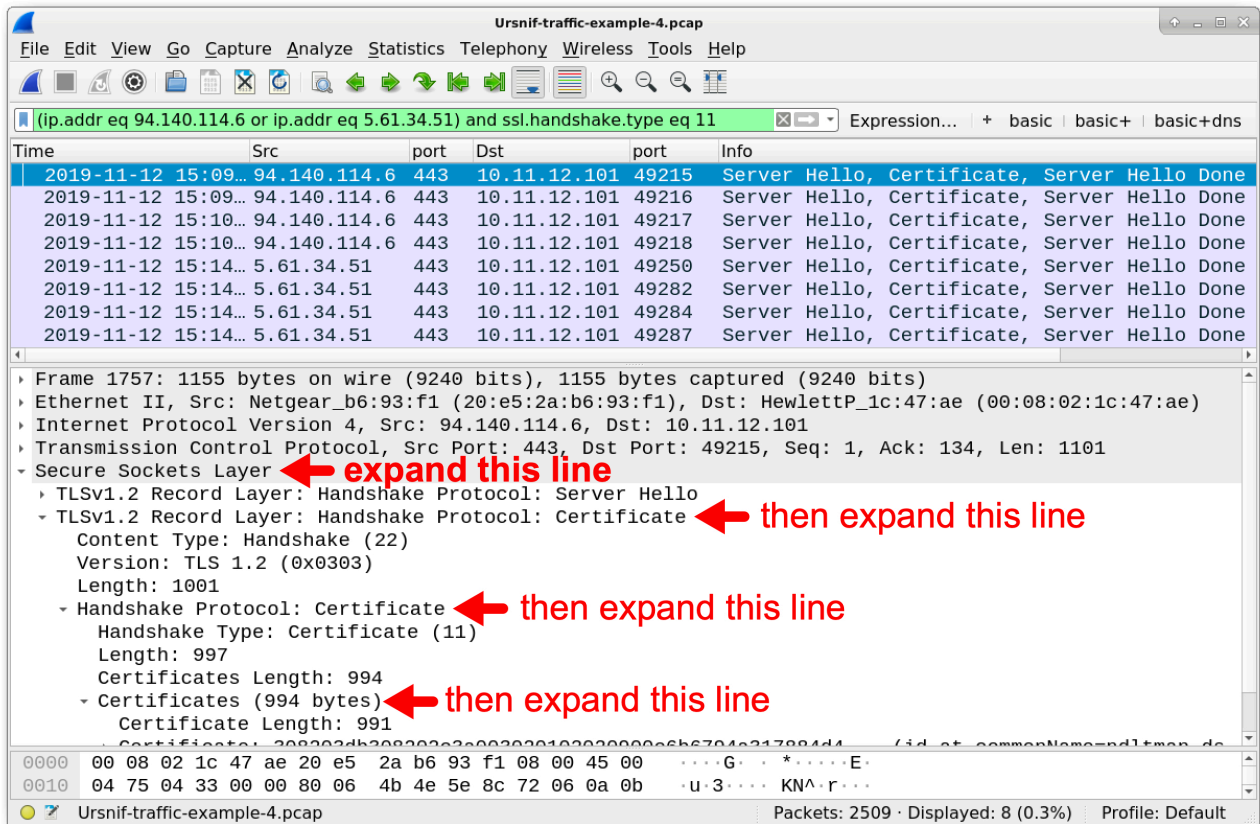 Ursnif-traffic-example-4.pcap
File Edit View Go Capture Analyze Statistics Telephony Wireless Tools Help
(ip.addr eq 94.140.114.6 or ip.addr eq 5.61.34.51) and ssl.handshake.type eq 11 Expression... + basic basic+ basic+dns
Time Src port Dst port Info
2019-11-12 15:09… 94.140.114.6 443 10.11.12.101 49215 Server Hello, Certificate, Server Hello Done
2019-11-12 15:09… 94.140.114.6 443 10.11.12.101 49216 Server Hello, Certificate, Server Hello Done
2019-11-12 15:10… 94.140.114.6 443 10.11.12.101 49217 Server Hello, Certificate, Server Hello Done
2019-11-12 15:10… 94.140.114.6 443 10.11.12.101 49218 Server Hello, Certificate, Server Hello Done
2019-11-12 15:14… 5.61.34.51 443 10.11.12.101 49250 Server Hello, Certificate, Server Hello Done
2019-11-12 15:14… 5.61.34.51 443 10.11.12.101 49282 Server Hello, Certificate, Server Hello Done
2019-11-12 15:14… 5.61.34.51 443 10.11.12.101 49284 Server Hello, Certificate, Server Hello Done
2019-11-12 15:14… 5.61.34.51 443 10.11.12.101 49287 Server Hello, Certificate, Server Hello Done
Frame 1757: 1155 bytes on wire (9240 bits), 1155 bytes captured (9240 bits)
Ethernet II, Src: Netgear_b6:93:f1 (20:e5:2a:b6:93:f1), Dst: HewlettP_1c:47:ae (00:08:02:1c:47:ae)
Internet Protocol Version 4, Src: 94.140.114.6, Dst: 10.11.12.101
Transmission Control Protocol, Src Port: 443, Dst Port: 49215, Seq: 1, Ack: 134, Len: 1101
Secure Sockets Layer expand this line
TLSv1.2 Record Layer: Handshake Protocol: Server Hello
TLSv1.2 Record Layer: Handshake Protocol: Certificate then expand this line
Content Type: Handshake (22)
Version: TLS 1.2 (0x0303)
Length: 1001
Handshake Protocol: Certificate then expand this line
Handshake Type: Certificate (11)
Length: 997
Certificates Length: 994
Certificates (994 bytes) then expand this line
Certificate Length: 991
0000 00 08 02 1c 47 ae 20 e5 2a b6 93 f1 08 00 45 00 ····G· · *·····E·
0010 04 75 04 33 00 00 80 06 4b 4e 5e 8c 72 06 0a 0b ·u·3···· KN^·r···
Ursnif-traffic-example-4.pcap Packets: 2509 · Displayed: 8 (0.3%) Profile: Default